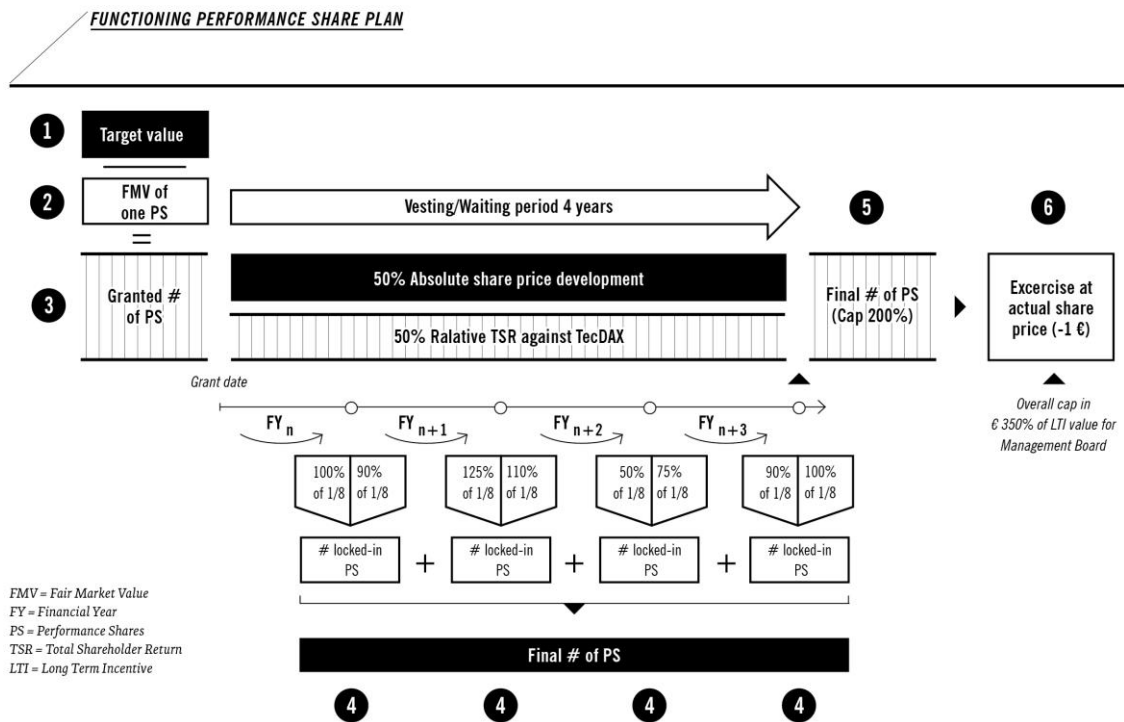 FUNCTIONING PERFORMANCE SHARE PLAN
1
Target value
2
FMV of
one PS
=
Vesting/Waiting period 4 years
5
6
3
Granted #
of PS
50% Absolute share price development
50% Ralative TSR against TecDAX
Final # of PS
(Cap 200%)
Excercise at
actual share
price (-1 €)
Grant date
Overall cap in
€ 350% of LTI value for
Management Board
FY n
FY n+1
FY n+2
FY n+3
100%
of 1/8
90%
of 1/8
125%
of 1/8
110%
of 1/8
50%
of 1/8
75%
of 1/8
90%
of 1/8
100%
of 1/8
# locked-in
PS
+
# locked-in
PS
+
# locked-in
PS
+
# locked-in
PS
FMV = Fair Market Value
FY = Financial Year
PS = Performance Shares
TSR = Total Shareholder Return
LTI = Long Term Incentive
Final # of PS
4
4
4
4